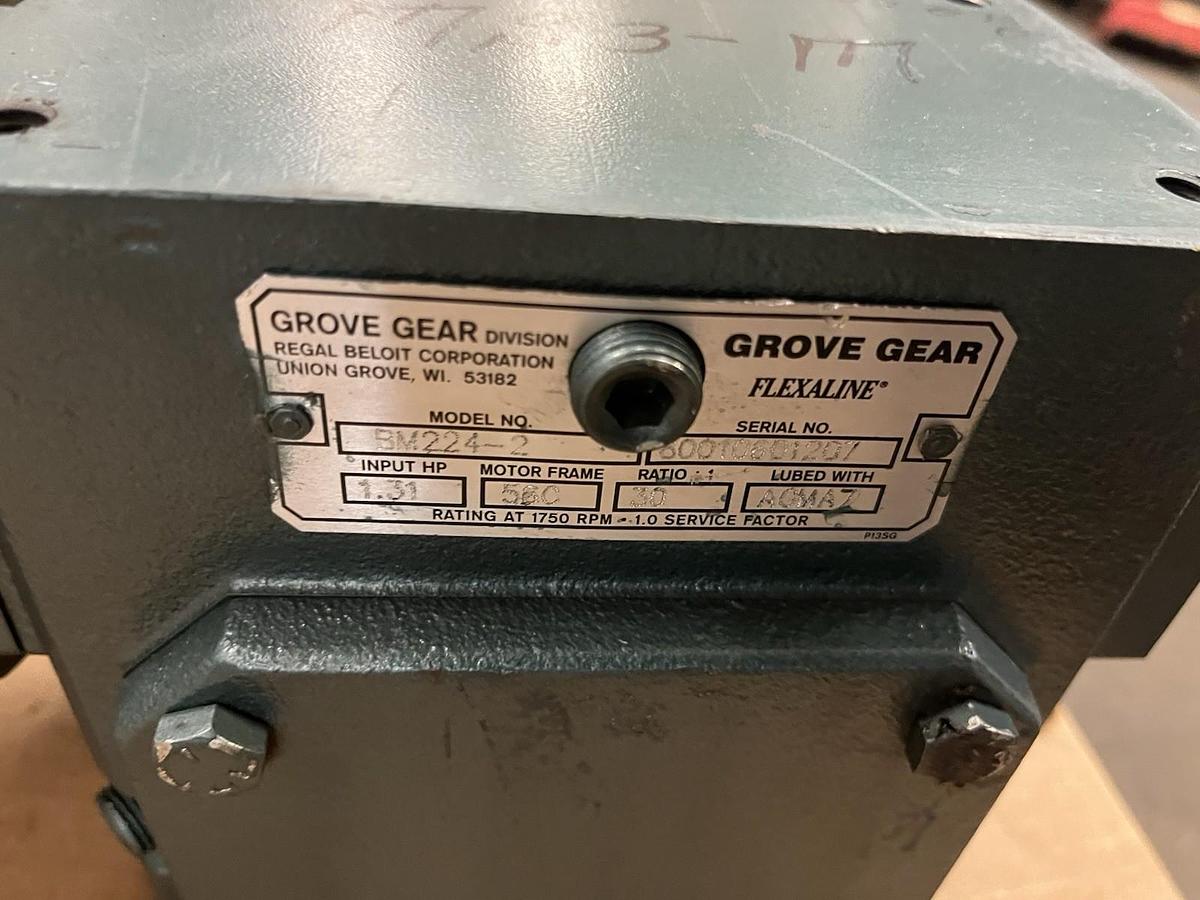 GROVE GEAR DIVISION
REGAL BELOIT CORPORATION
UNION GROVE, WI. 53182
GROVE GEAR
FLEXALINE®
MODEL NO.
BM224-2
SERIAL NO.
60010601207
INPUT HP
1.31
MOTOR FRAME
56C
RATIO :1
30
LUBED WITH
AGMA7
RATING AT 1750 RPM - 1.0 SERVICE FACTOR
P13SG